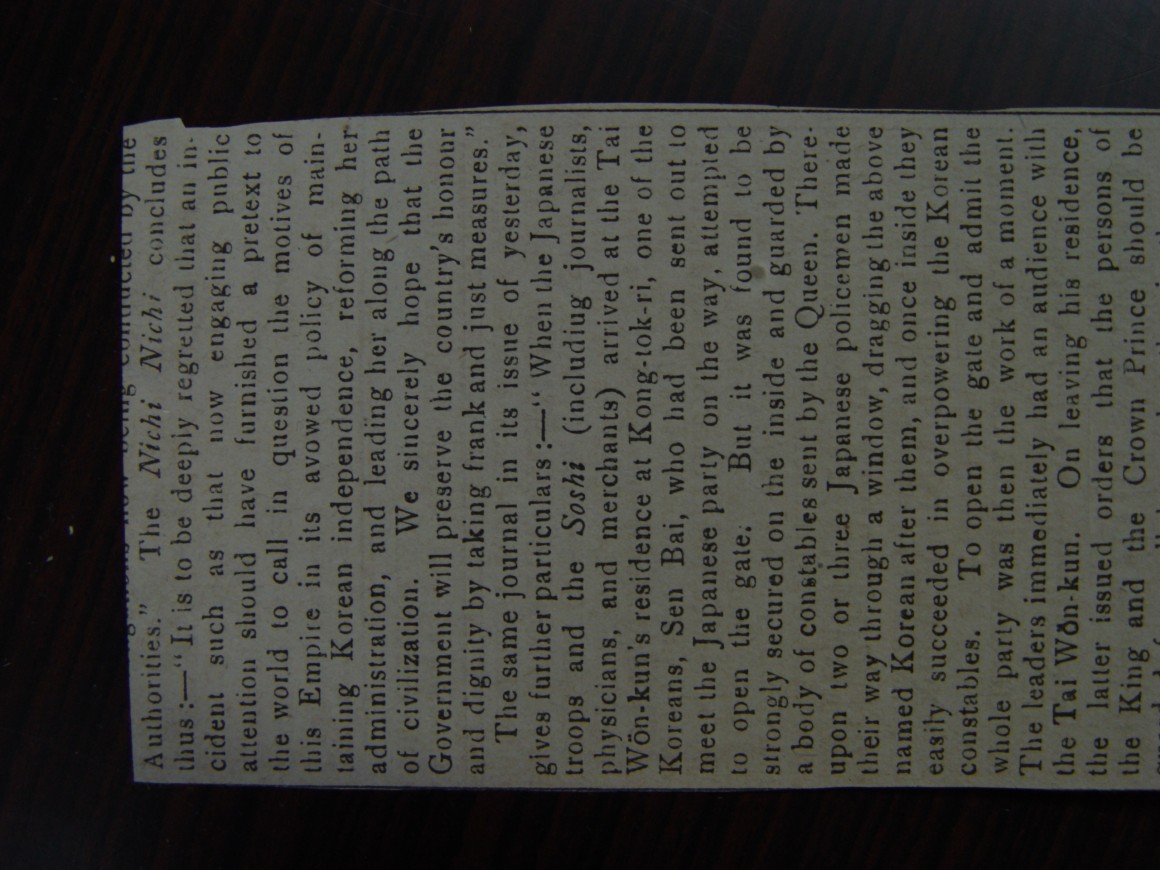 now being conducted by the
Authorities.” The Nichi Nichi concludes
thus:—“It is to be deeply regretted that an in-
cident such as that now engaging pnblic
attention should have furnished a pretext to
the world to call in question the motives of
this Empire in its avowed policy of main-
taining Korean independence, reforming her
administration, and leading her along the path
of civilization. We sincerely hope that the
Government will preserve the country’s honour
and dignity by taking frank and just measures.”
The same journal in its issue of yesterday,
gives further particulars:—“When the Japanese
troops and the Soshi (includiug journalists,
physicians, and merchants) arrived at the Tai
Wŏn-kun’s residence at Kong-tok-ri, one of the
Koreans, Sen Bai, who had been sent out to
meet the Japanese party on the way, attempted
to open the gate. But it was found to be
strongly secured on the inside and guarded by
a body of constables sent by the Queen. There-
upon two or three Japanese policemen made
their way through a window, dragging the above
named Korean after them, and once inside they
easily succeeded in overpowering the Korean
constables. To open the gate and admit the
whole party was then the work of a moment.
The leaders immediately had an audience with
the Tai Wŏn-kun. On leaving his residence,
the latter issued orders that the peisons of
the King and the Crown Prince should be